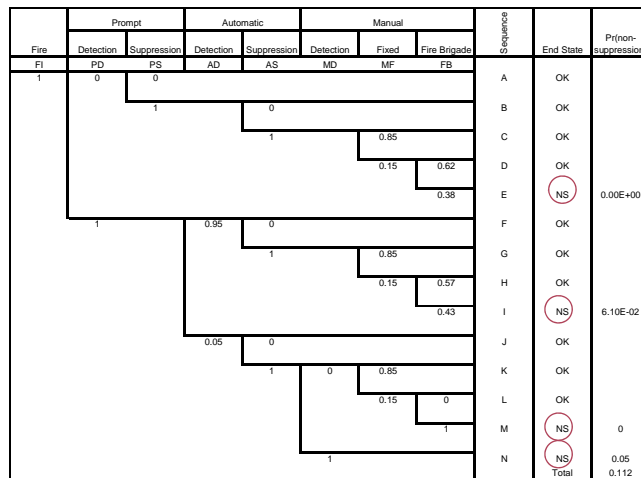 Prompt Automatic Manual
Fire Detection Suppression Detection Suppression Detection Fixed Fire Brigade Sequence End State Pr(non-suppression
FI PD PS AD AS MD MF FB
1 0 0 A OK
B OK
1 0
C OK
1 0.85
D OK
0.15 0.62
E NS 0.00E+00
0.38
F OK
1 0.95 0
G OK
1 0.85
H OK
0.15 0.57
I NS 6.10E-02
0.43
J OK
0.05 0
K OK
1 0 0.85
L OK
0.15 0
M NS 0
1
N NS 0.05
1
Total 0.112